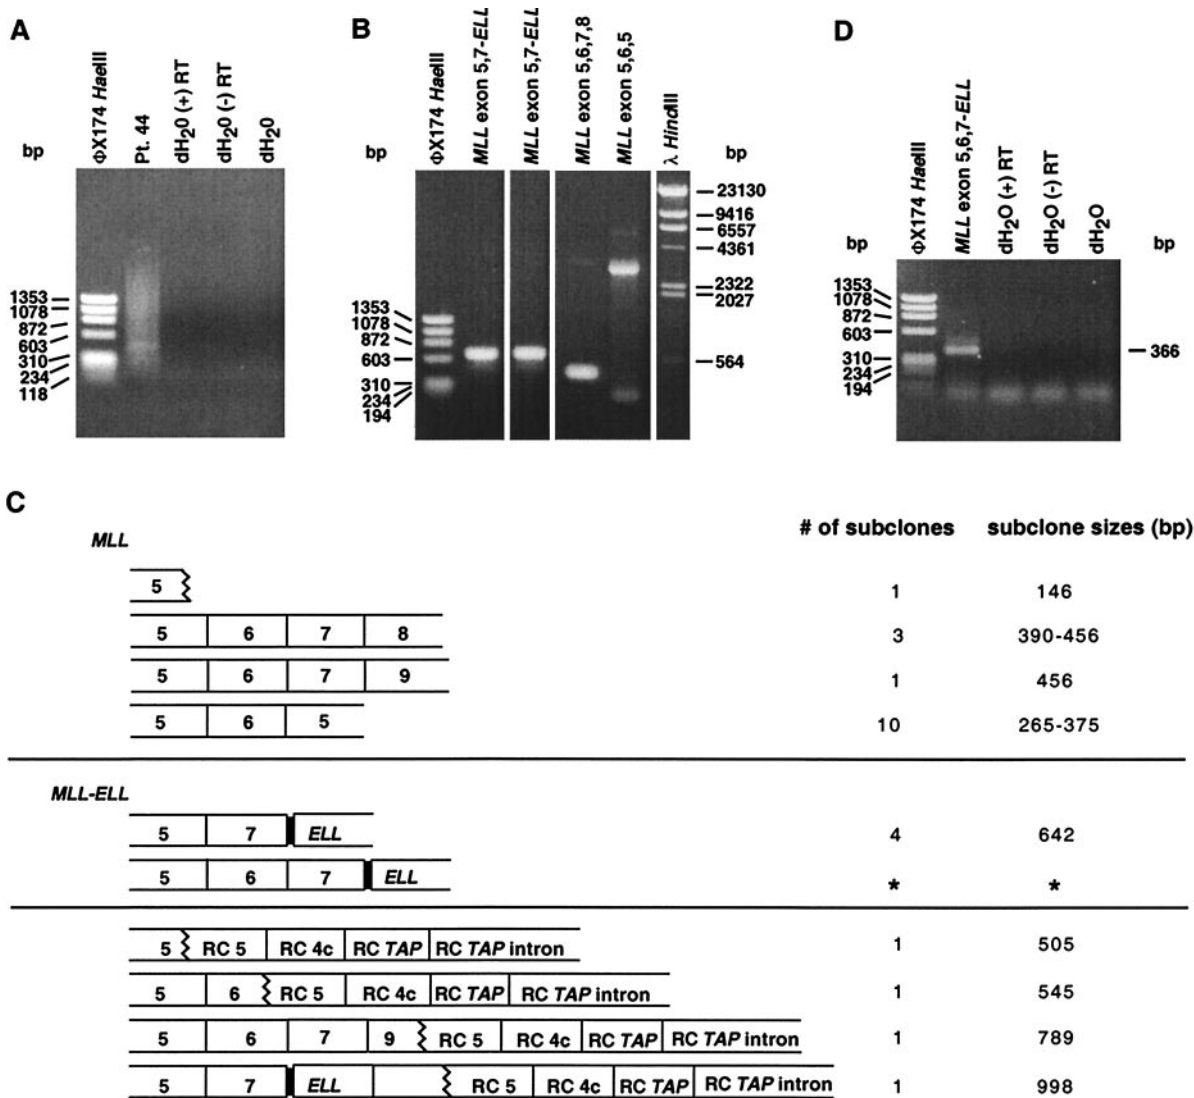 A
bp
ΦX174 HaeIII
Pt. 44
dH20 (+) RT
dH20 (-) RT
dH20
1353
1078
872
603
310
234
118
B
bp
ΦX174 HaeIII
MLL exon 5,7-ELL
MLL exon 5,7-ELL
MLL exon 5,6,7,8
MLL exon 5,6,5
λ HindIII
bp
1353
1078
872
603
310
234
194
23130
9416
6557
4361
2322
2027
564
D
bp
ΦX174 HaeIII
MLL exon 5,6,7-ELL
dH2O (+) RT
dH2O (-) RT
dH2O
bp
1353
1078
872
603
310
234
194
366
C
# of subclones subclone sizes (bp)
MLL
5 1 146
5 6 7 8 3 390-456
5 6 7 9 1 456
5 6 5 10 265-375
MLL-ELL
5 7 ELL 4 642
5 6 7 ELL * *
5 RC 5 RC 4c RC TAP RC TAP intron 1 505
5 6 RC 5 RC 4c RC TAP RC TAP intron 1 545
5 6 7 9 RC 5 RC 4c RC TAP RC TAP intron 1 789
5 7 ELL RC 5 RC 4c RC TAP RC TAP intron 1 998